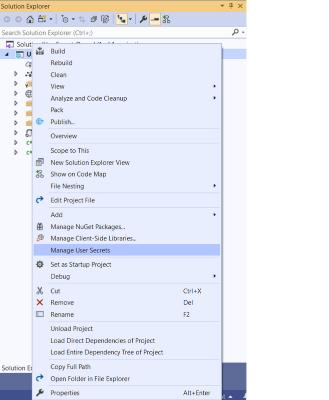 Solution Explorer
Search Solution Explorer (Ctrl+;)
Build
Rebuild
Clean
View
Analyze and Code Cleanup
Pack
Publish...
Overview
Scope to This
New Solution Explorer View
Show on Code Map
File Nesting
Edit Project File
Add
Manage NuGet Packages...
Manage Client-Side Libraries...
Manage User Secrets
Set as Startup Project
Debug
Cut Ctrl+X
Remove Del
Rename F2
Unload Project
Load Direct Dependencies of Project
Load Entire Dependency Tree of Project
Copy Full Path
Solution E
Open Folder in File Explorer
Properties Alt+Enter